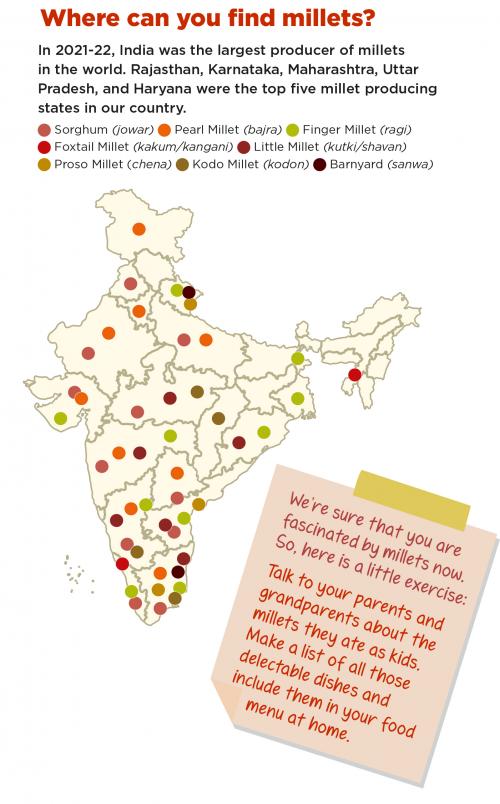 Where can you find millets?
In 2021-22, India was the largest producer of millets
in the world. Rajasthan, Karnataka, Maharashtra, Uttar
Pradesh, and Haryana were the top five millet producing
states in our country.
Sorghum (jowar) Pearl Millet (bajra) Finger Millet (ragi)
Foxtail Millet (kakum/kangani) Little Millet (kutki/shavan)
Proso Millet (chena) Kodo Millet (kodon) Barnyard (sanwa)
We're sure that you are
fascinated by millets now.
So, here is a little exercise:
Talk to your parents and
grandparents about the
millets they ate as kids.
Make a list of all those
delectable dishes and
include them in your food
menu at home.